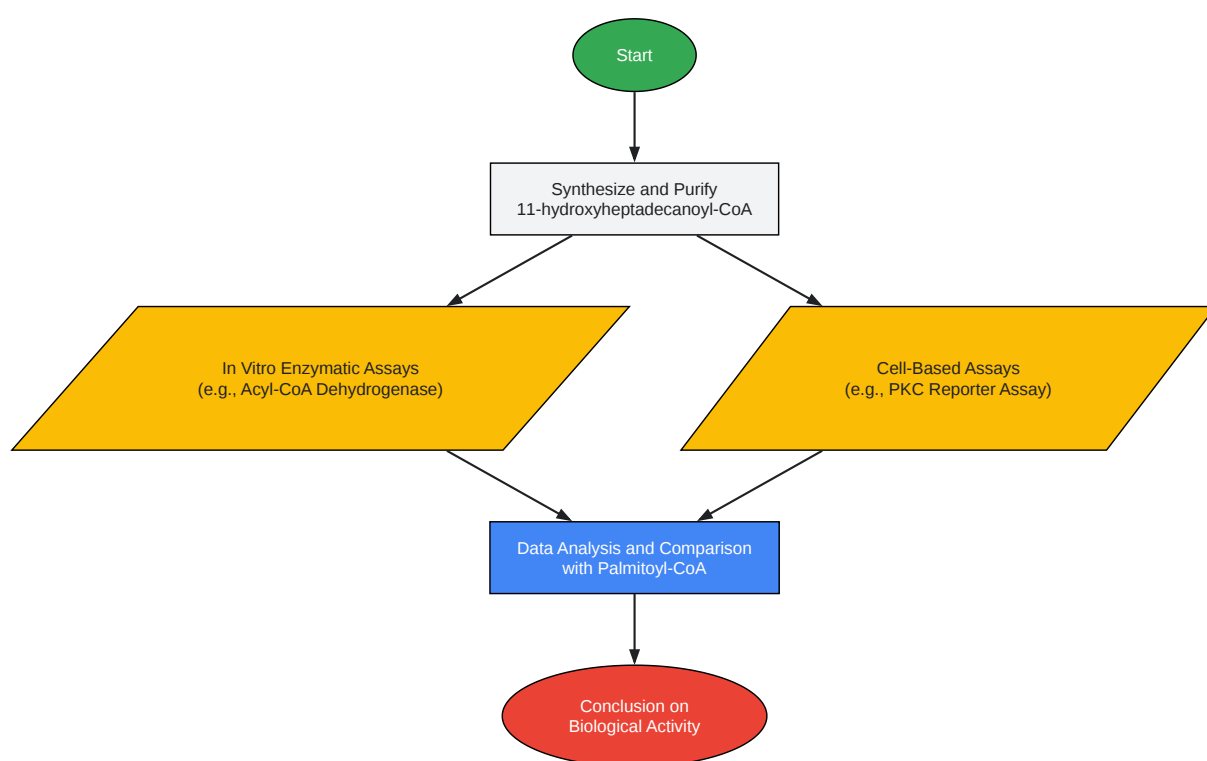 Start
Synthesize and Purify
11-hydroxyheptadecanoyl-CoA
In Vitro Enzymatic Assays
(e.g., Acyl-CoA Dehydrogenase)
Cell-Based Assays
(e.g., PKC Reporter Assay)
Data Analysis and Comparison
with Palmitoyl-CoA
Conclusion on
Biological Activity